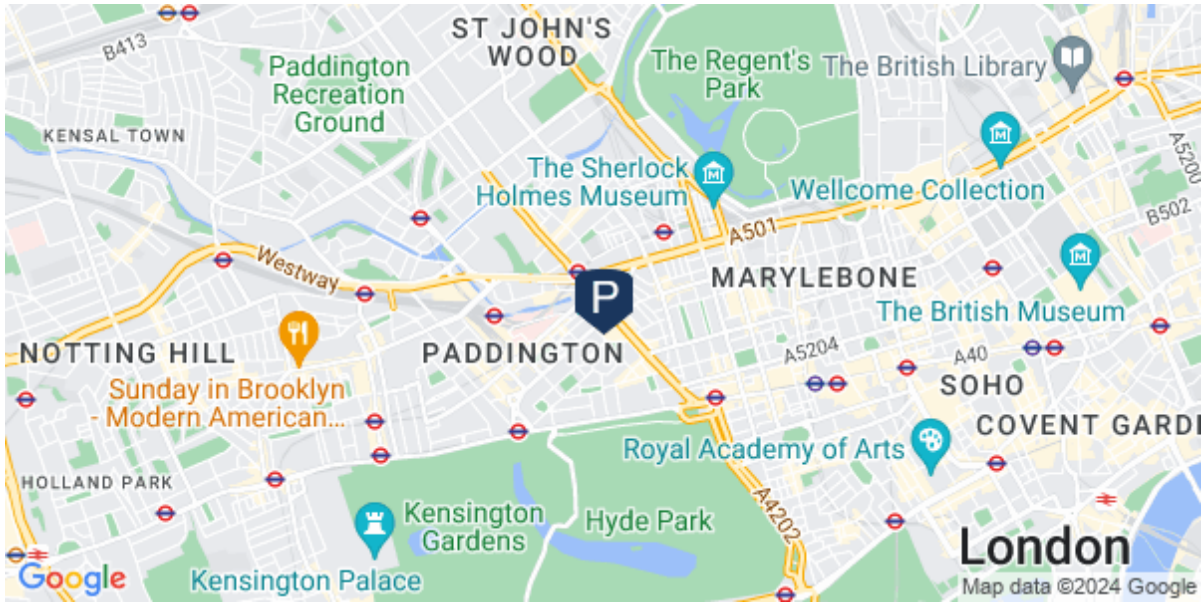 B413
ST JOHN'S
WOOD
Paddington
Recreation
Ground
The Regent's
Park
The British Library
KENSAL TOWN
The Sherlock
Holmes Museum
Wellcome Collection
A5200
B502
A501
Westway
MARYLEBONE
P
The British Museum
NOTTING HILL
PADDINGTON
A5204
A40
SOHO
Sunday in Brooklyn
- Modern American...
COVENT GARD
Royal Academy of Arts
HOLLAND PARK
Kensington
Gardens
Hyde Park
A4202
Kensington Palace
London
Google
Map data ©2024 Google